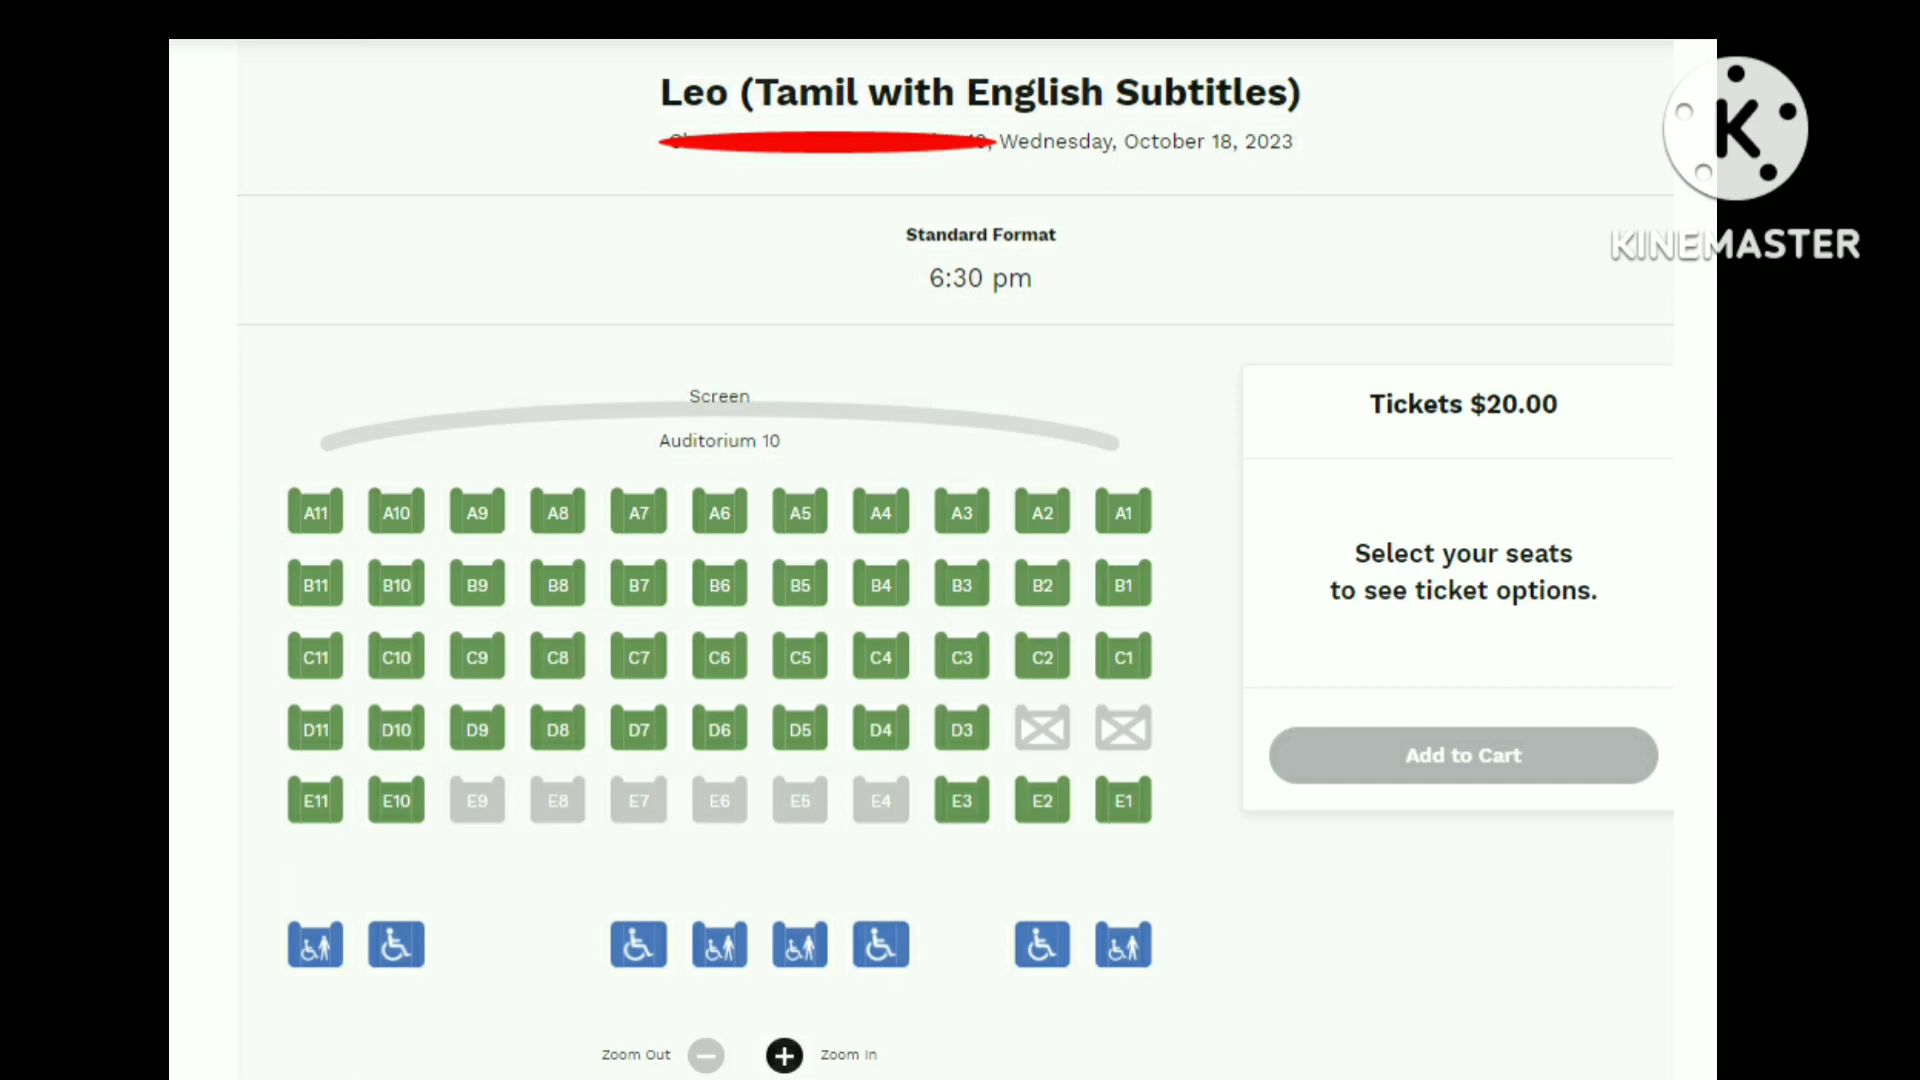 Leo (Tamil with English Subtitles)
Wednesday, October 18, 2023
K
KINEMASTER
Standard Format
6:30 pm
Screen
Auditorium 10
Tickets $20.00
A11 A10 A9 A8 A7 A6 A5 A4 A3 A2 A1
Select your seats
to see ticket options.
B11 B10 B9 B8 B7 B6 B5 B4 B3 B2 B1
C11 C10 C9 C8 C7 C6 C5 C4 C3 C2 C1
D11 D10 D9 D8 D7 D6 D5 D4 D3
Add to Cart
E11 E10 E9 E8 E7 E6 E5 E4 E3 E2 E1
Zoom Out
Zoom In